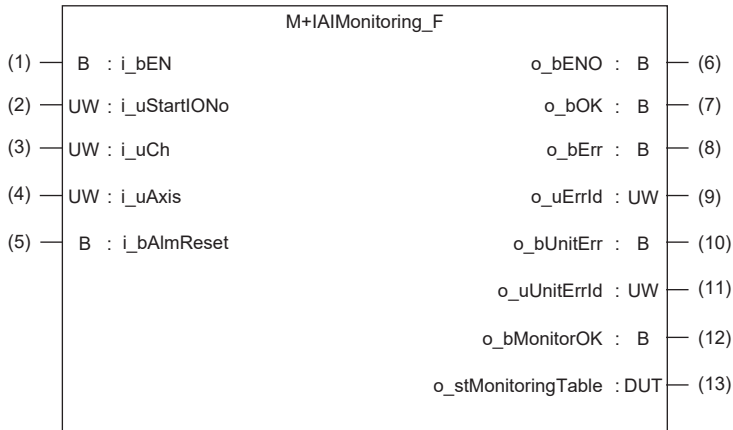 M+IAIMonitoring_F
(1) B : i_bEN o_bENO : B (6)
(2) UW : i_uStartIONo o_bOK : B (7)
(3) UW : i_uCh o_bErr : B (8)
(4) UW : i_uAxis o_uErrId : UW (9)
(5) B : i_bAlmReset o_bUnitErr : B (10)
o_uUnitErrId : UW (11)
o_bMonitorOK : B (12)
o_stMonitoringTable : DUT (13)